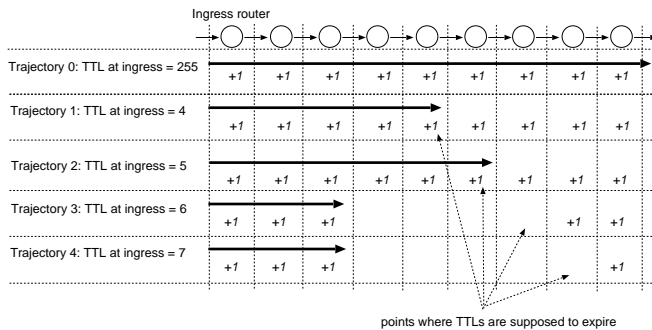 Ingress router
Trajectory 0: TTL at ingress = 255
+1 +1 +1 +1 +1 +1 +1 +1 +1
Trajectory 1: TTL at ingress = 4
+1 +1 +1 +1 +1 +1 +1 +1 +1
Trajectory 2: TTL at ingress = 5
+1 +1 +1 +1 +1 +1 +1 +1 +1
Trajectory 3: TTL at ingress = 6
+1 +1 +1 +1 +1
Trajectory 4: TTL at ingress = 7
+1 +1 +1 +1
points where TTLs are supposed to expire